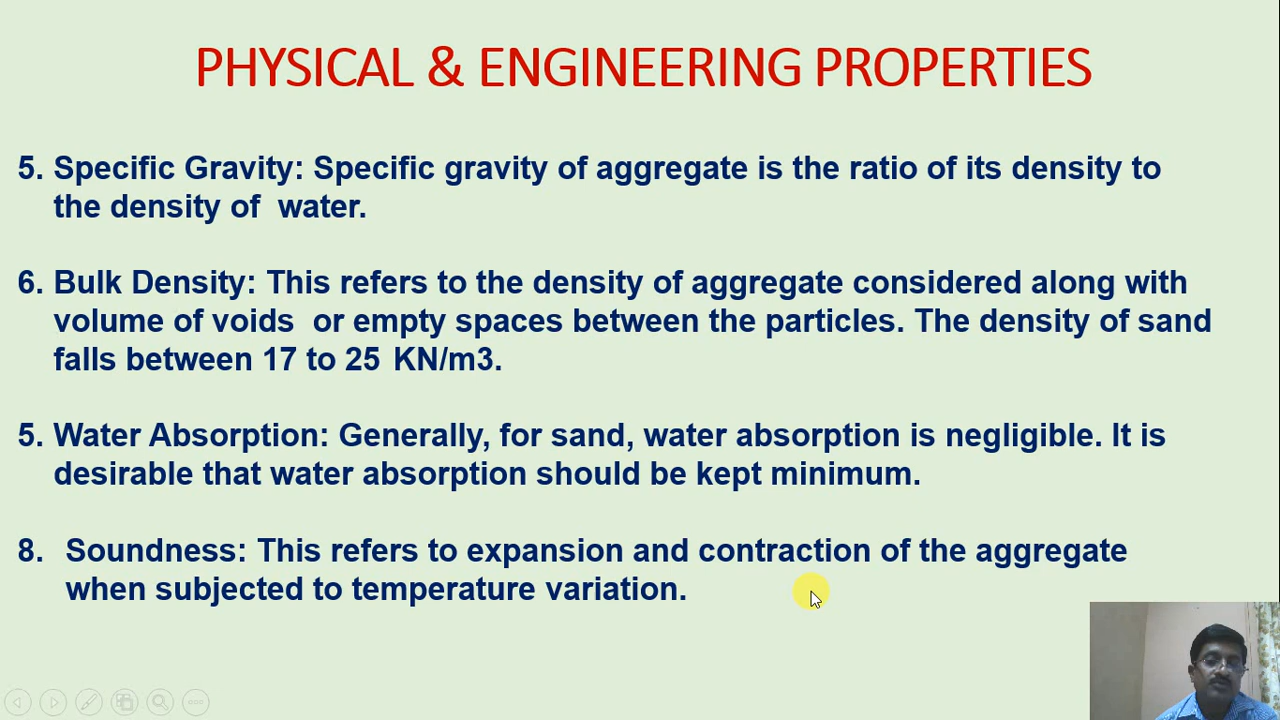 PHYSICAL & ENGINEERING PROPERTIES
5. Specific Gravity: Specific gravity of aggregate is the ratio of its density to
the density of water.
6. Bulk Density: This refers to the density of aggregate considered along with
volume of voids or empty spaces between the particles. The density of sand
falls between 17 to 25 KN/m3.
5. Water Absorption: Generally, for sand, water absorption is negligible. It is
desirable that water absorption should be kept minimum.
8. Soundness: This refers to expansion and contraction of the aggregate
when subjected to temperature variation.